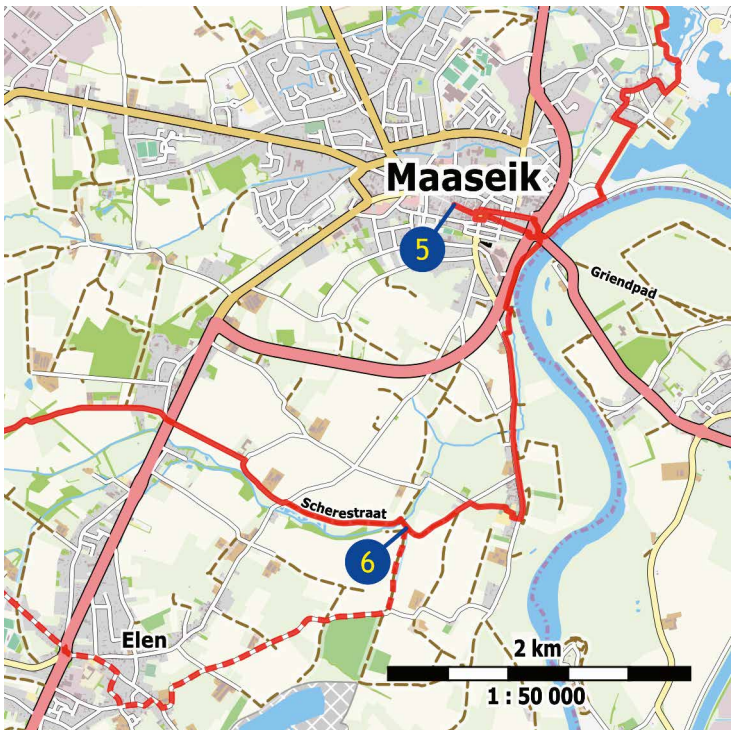 Maaseik
5
Griendpad
Scherestraat
6
Elen
2 km
1 : 50 000